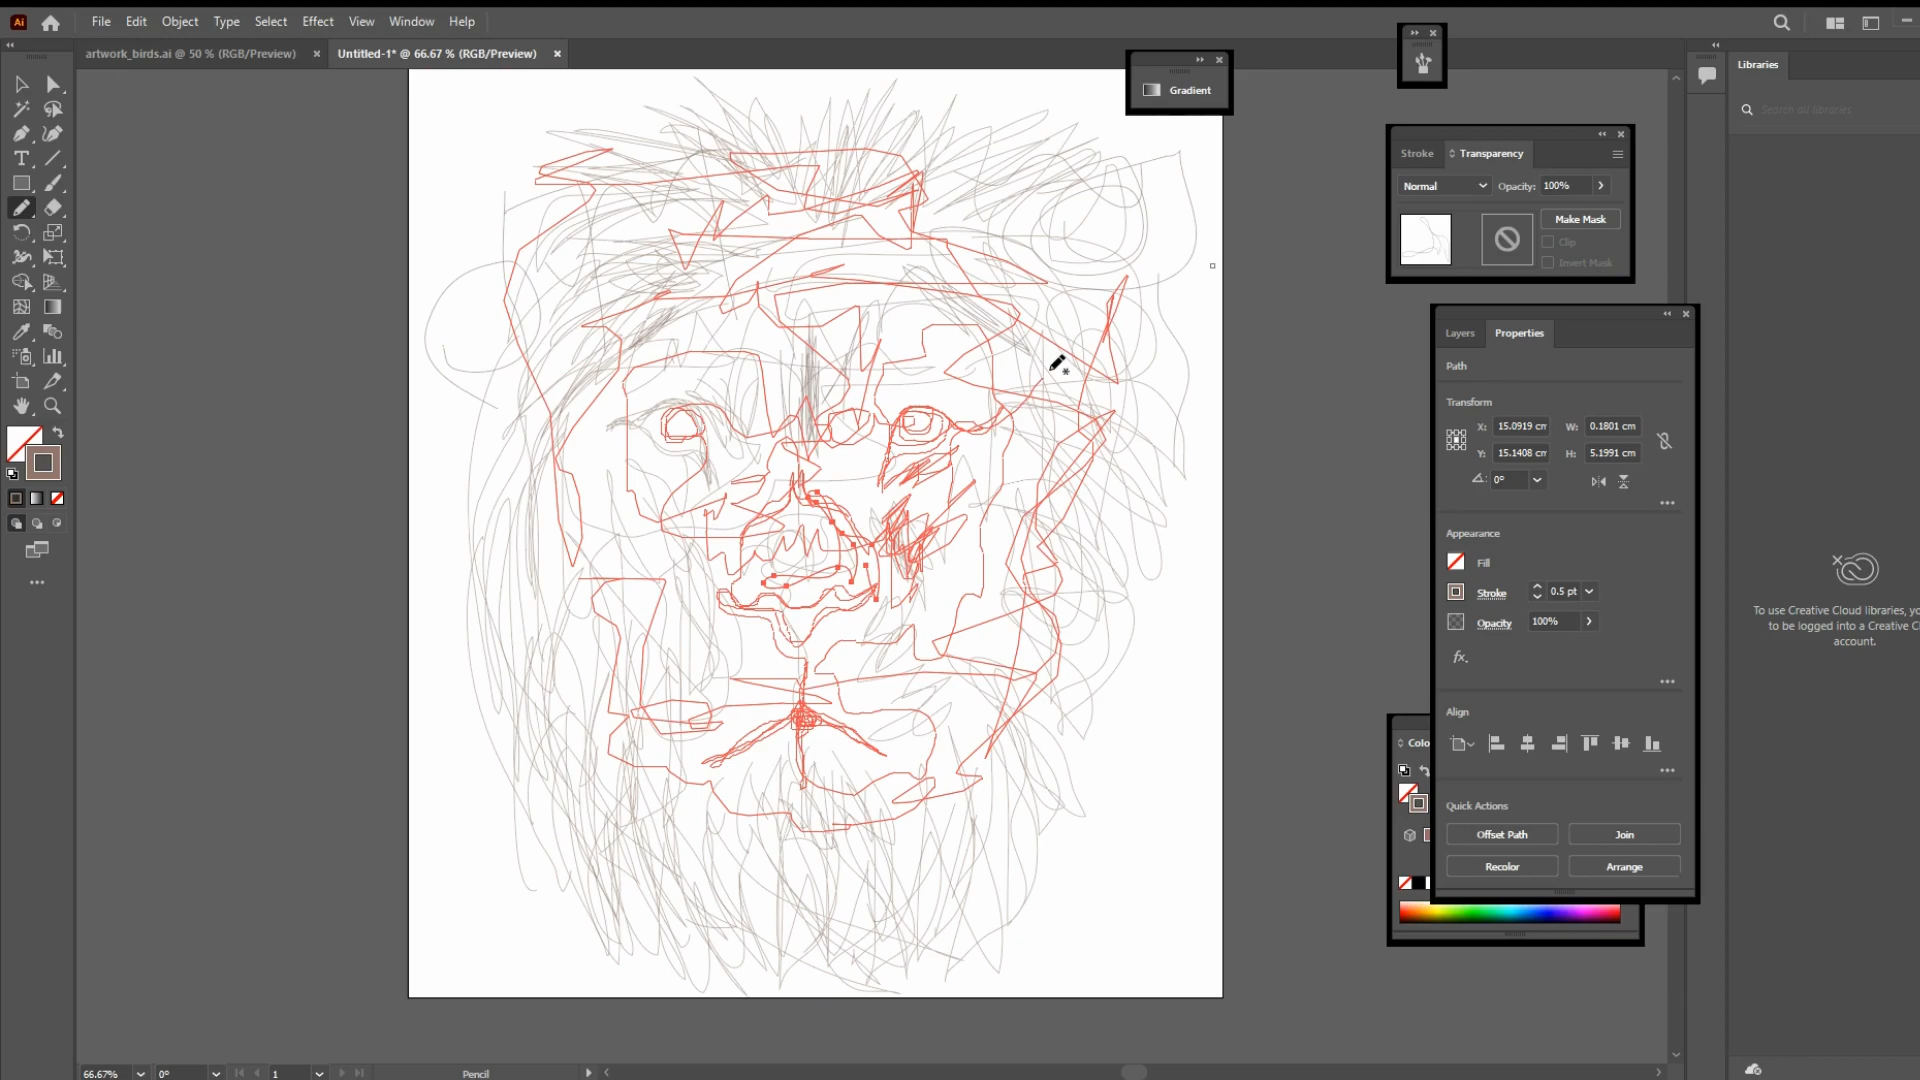 Ai File Edit Object Type Select Effect View Window Help
artwork_birds.ai @ 50 % (RGB/Preview) Untitled-1* @ 66.67 % (RGB/Preview)
Gradient
Libraries
Search all libraries
Stroke Transparency
Normal Opacity: 100%
Make Mask
Clip
Invert Mask
Layers Properties
Path
Transform
X: 15.0919 cm W: 0.1801 cm
Y: 15.1408 cm H: 5.1991 cm
0°
Appearance
Fill
Stroke 0.5 pt
Opacity 100%
fx.
Align
Colo
Quick Actions
Offset Path Join
Recolor Arrange
To use Creative Cloud libraries, yo
to be logged into a Creative C
account.
66.67% 0° 1 Pencil